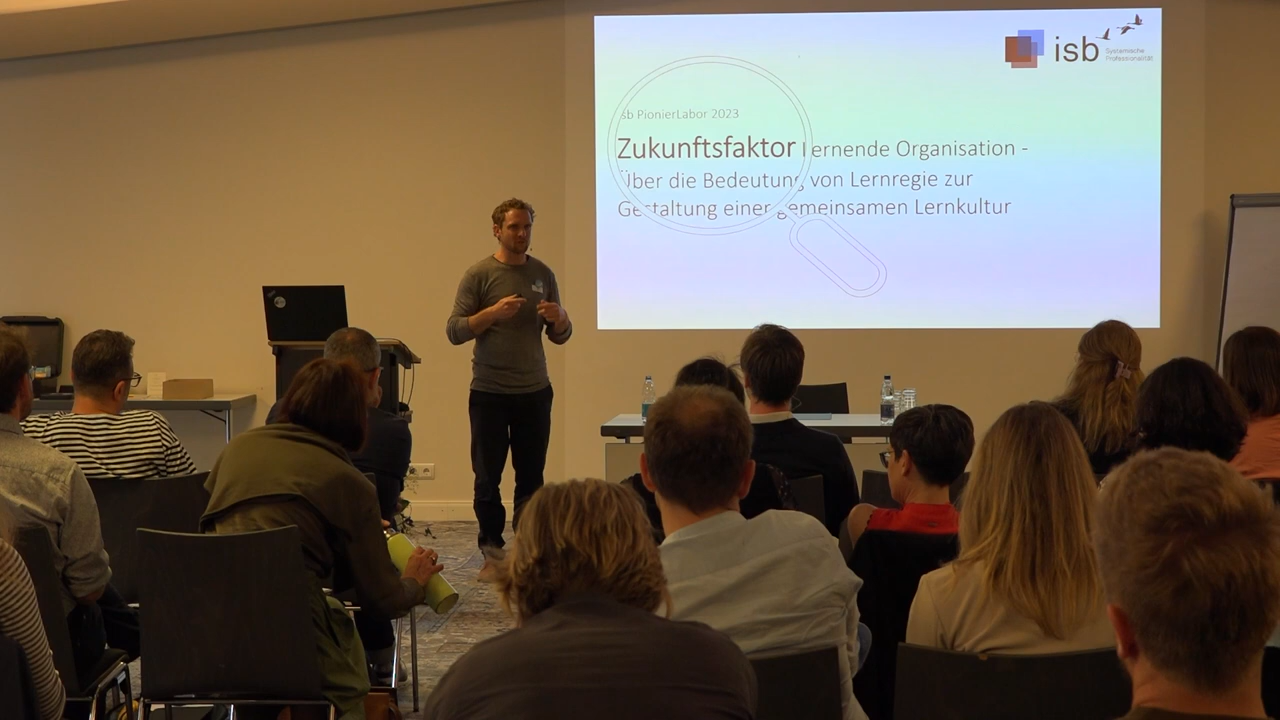 isb
Systemische
Professionalität
isb PionierLabor 2023
Zukunftsfaktor Lernende Organisation -
Über die Bedeutung von Lernregie zur
Gestaltung einer gemeinsamen Lernkultur